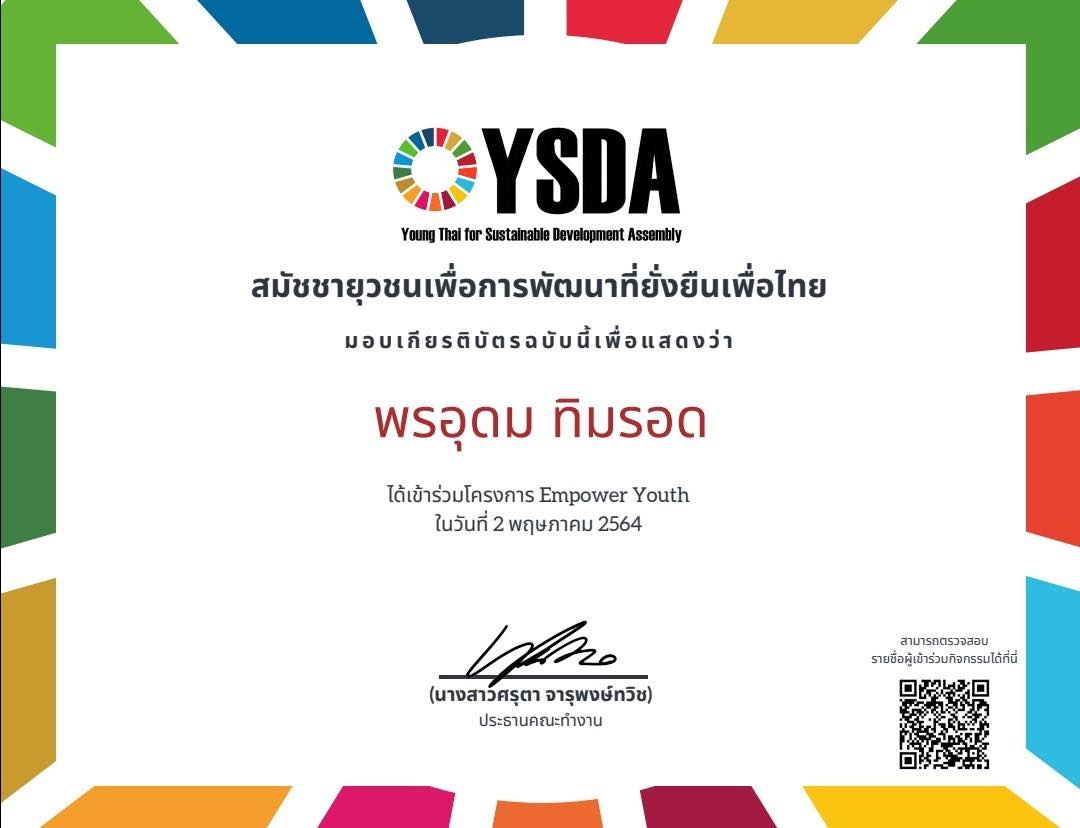 YSDA
Young Thai for Sustainable Development Assembly
สมัชชายุวชนเพื่อการพัฒนาที่ยั่งยืนเพื่อไทย
มอบเกียรติบัตรฉบับนี้เพื่อแสดงว่า
พรอุดม ทิมรอด
ได้เข้าร่วมโครงการ Empower Youth
ในวันที่ 2 พฤษภาคม 2564
(นางสาวศรุตา จารุพงษ์ทวิช)
ประธานคณะทำงาน
สามารถตรวจสอบ
รายชื่อผู้เข้าร่วมกิจกรรมได้ที่นี่